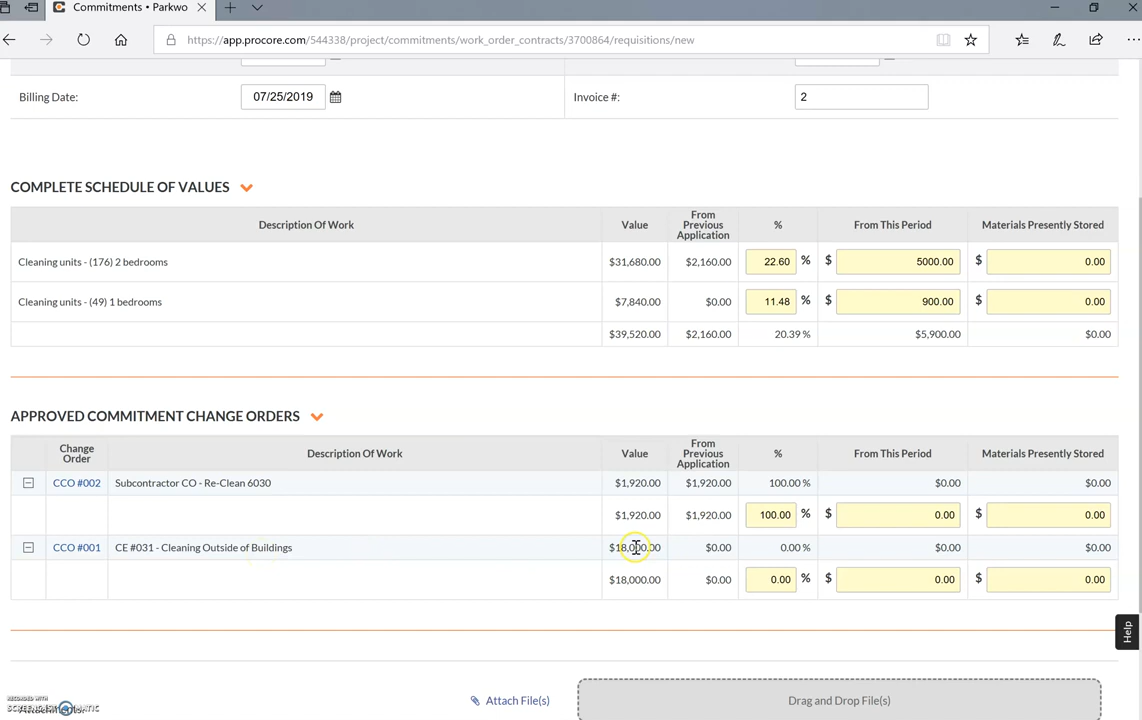 Commitments • Parkwo
https://app.procore.com/544338/project/commitments/work_order_contracts/3700864/requisitions/new
Billing Date: 07/25/2019 Invoice #: 2
COMPLETE SCHEDULE OF VALUES
Description Of Work Value From Previous Application % From This Period Materials Presently Stored
Cleaning units - (176) 2 bedrooms $31,680.00 $2,160.00 22.60 % $ 5000.00 $ 0.00
Cleaning units - (49) 1 bedrooms $7,840.00 $0.00 11.48 % $ 900.00 $ 0.00
$39,520.00 $2,160.00 20.39 % $5,900.00 $0.00
APPROVED COMMITMENT CHANGE ORDERS
Change Order Description Of Work Value From Previous Application % From This Period Materials Presently Stored
CCO #002 Subcontractor CO - Re-Clean 6030 $1,920.00 $1,920.00 100.00 % $0.00 $0.00
$1,920.00 $1,920.00 100.00 % $ 0.00 $ 0.00
CCO #001 CE #031 - Cleaning Outside of Buildings $18,000.00 $0.00 0.00 % $0.00 $0.00
$18,000.00 $0.00 0.00 % $ 0.00 $ 0.00
Help
Attach File(s) Drag and Drop File(s)
RECORDED WITH